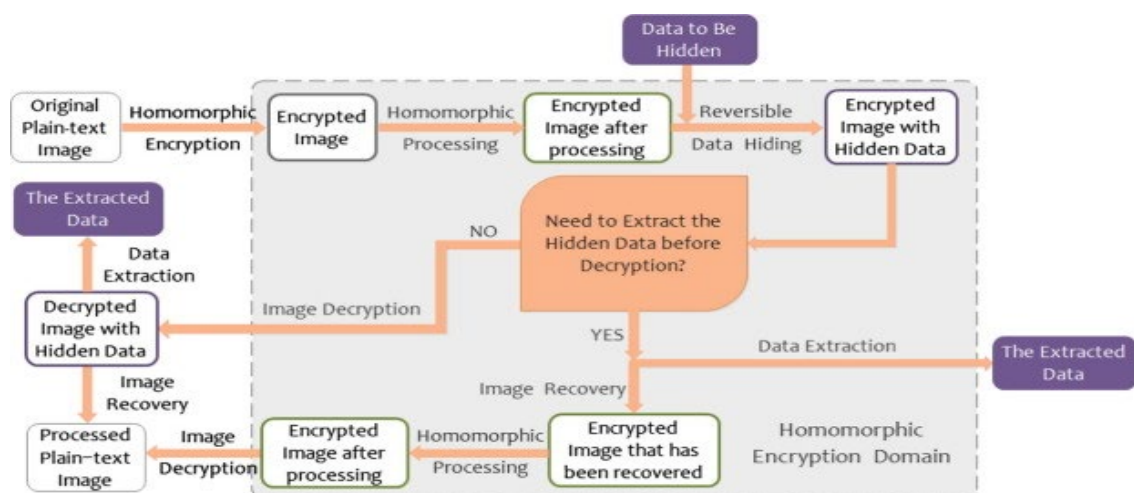 Data to Be
Hidden
Original
Plain-text
Image
Homomorphic
Encryption
Encrypted
Image
Homomorphic
Processing
Encrypted
Image after
processing
Reversible
Data Hiding
Encrypted
Image with
Hidden Data
The Extracted
Data
Data
Extraction
NO
Need to Extract the
Hidden Data before
Decryption?
Decrypted
Image with
Hidden Data
Image Decryption
YES
Data Extraction
The Extracted
Data
Image
Recovery
Image Recovery
Processed
Plain-text
Image
Image
Decryption
Encrypted
Image after
processing
Homomorphic
Processing
Encrypted
Image that has
been recovered
Homomorphic
Encryption Domain